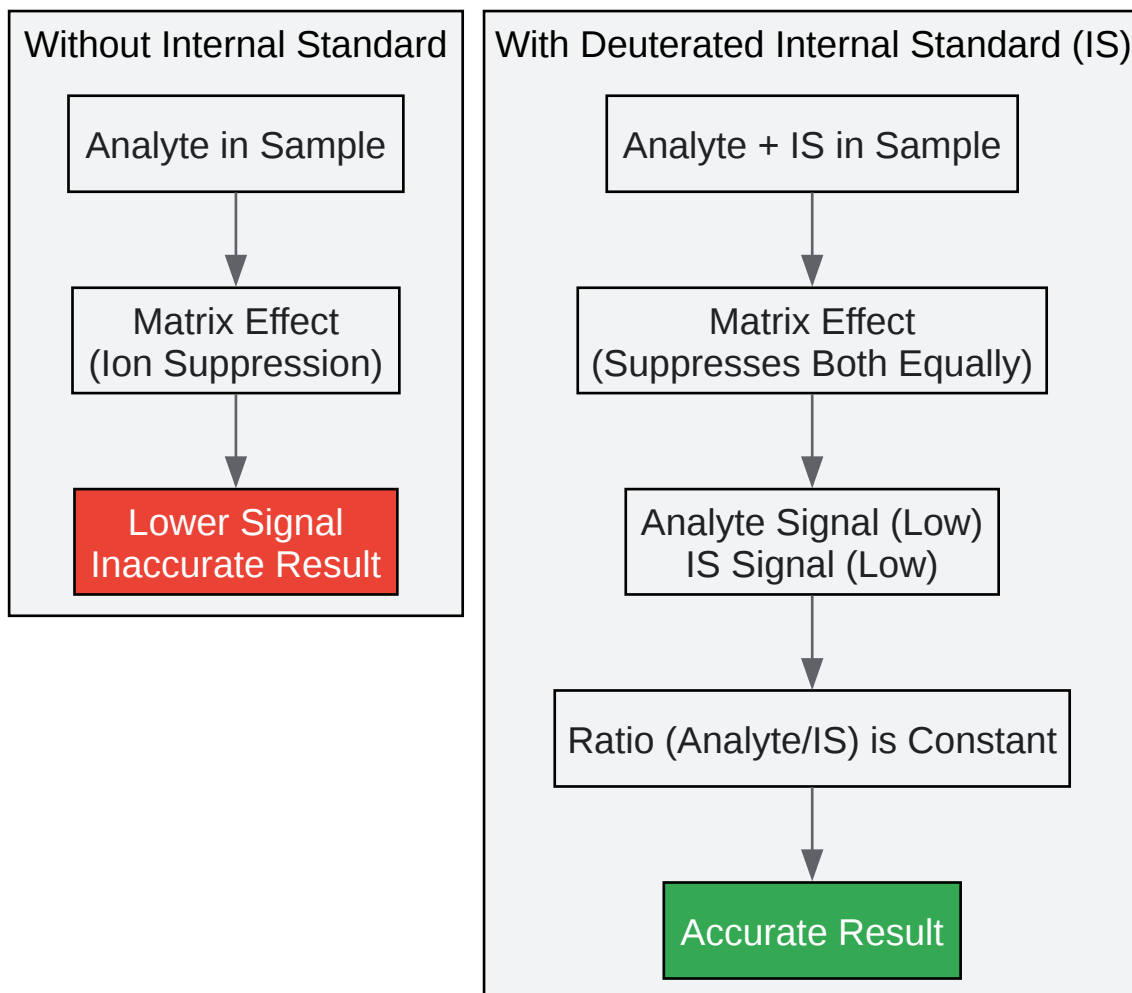 Without Internal Standard
Analyte in Sample
Matrix Effect
(Ion Suppression)
Lower Signal
Inaccurate Result
With Deuterated Internal Standard (IS)
Analyte + IS in Sample
Matrix Effect
(Suppresses Both Equally)
Analyte Signal (Low)
IS Signal (Low)
Ratio (Analyte/IS) is Constant
Accurate Result